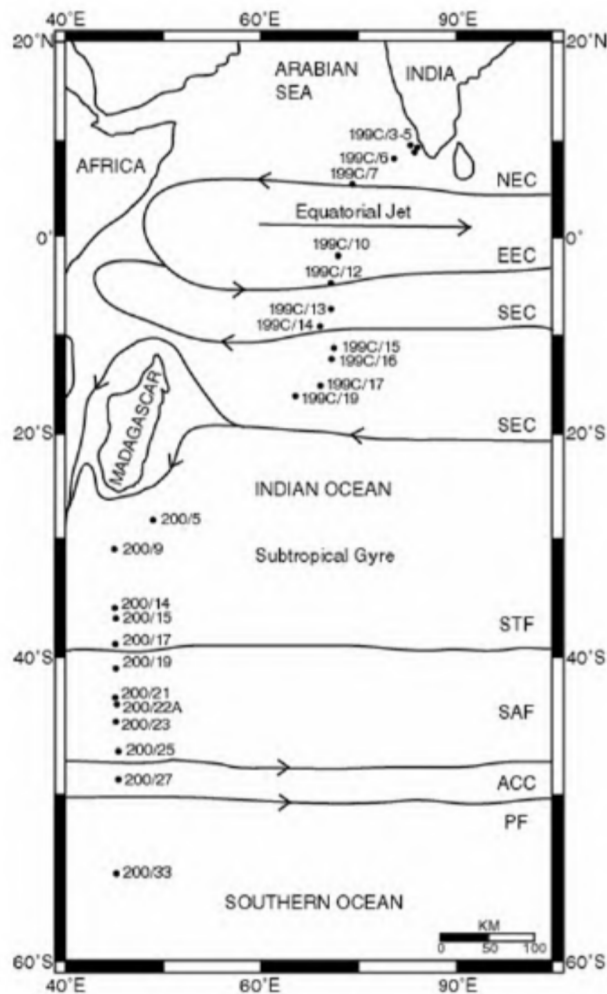 40°E 60°E 90°E
20°N 20°N
ARABIAN
SEA
INDIA
199C/3-5
AFRICA
199C/6
199C/7
NEC
Equatorial Jet
0° 0°
199C/10
EEC
199C/12
199C/13
SEC
199C/14
199C/15
199C/16
199C/17
199C/19
MADAGASCAR
20°S SEC 20°S
INDIAN OCEAN
200/5
200/9
Subtropical Gyre
200/14
200/15
STF
200/17
40°S 40°S
200/19
200/21
200/22A
SAF
200/23
200/25
200/27
ACC
PF
200/33
SOUTHERN OCEAN
KM
0 50 100
60°S 60°S
40°E 60°E 90°E